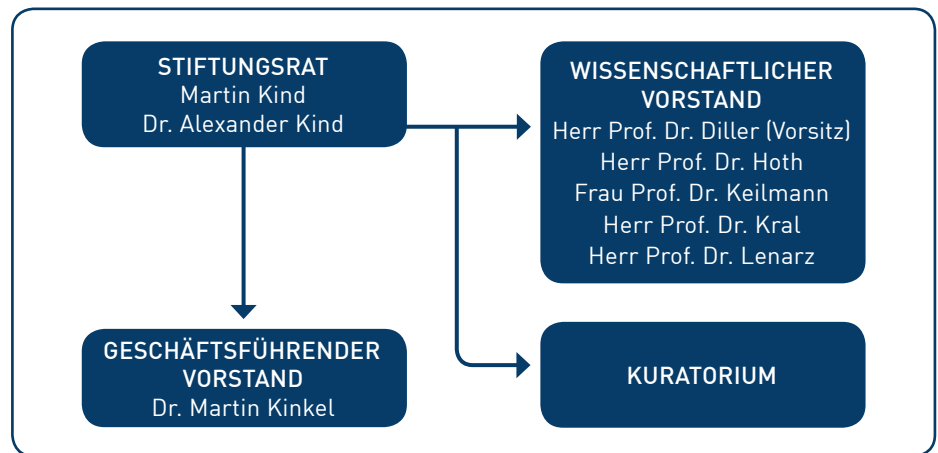 STIFTUNGSRAT
Martin Kind
Dr. Alexander Kind
WISSENSCHAFTLICHER
VORSTAND
Herr Prof. Dr. Diller (Vorsitz)
Herr Prof. Dr. Hoth
Frau Prof. Dr. Keilmann
Herr Prof. Dr. Kral
Herr Prof. Dr. Lenarz
GESCHÄFTSFÜHRENDER
VORSTAND
Dr. Martin Kinkel
KURATORIUM